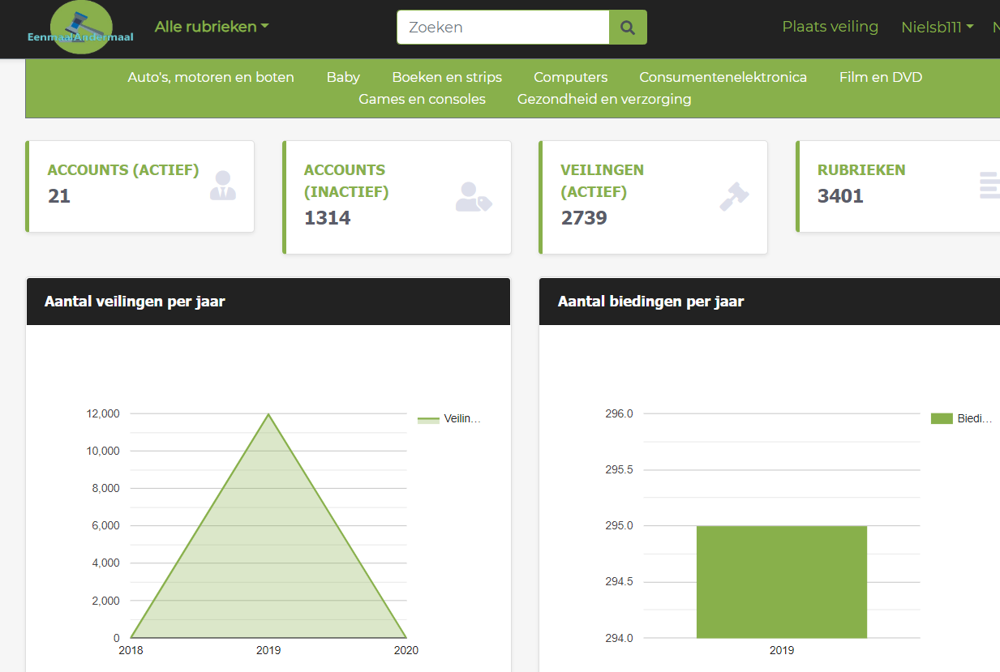 EenmaalAndermaal
Alle rubrieken
Zoeken
Plaats veiling
Nielsb111
N
Auto's, motoren en boten Baby Boeken en strips Computers Consumentenelektronica Film en DVD
Games en consoles Gezondheid en verzorging
ACCOUNTS (ACTIEF)
21
ACCOUNTS
(INACTIEF)
1314
VEILINGEN
(ACTIEF)
2739
RUBRIEKEN
3401
Aantal veilingen per jaar
12,000
10,000
8,000
6,000
4,000
2,000
0
2018 2019 2020
Veilin...
Aantal biedingen per jaar
296.0
295.5
295.0
294.5
294.0
2019
Biedi...